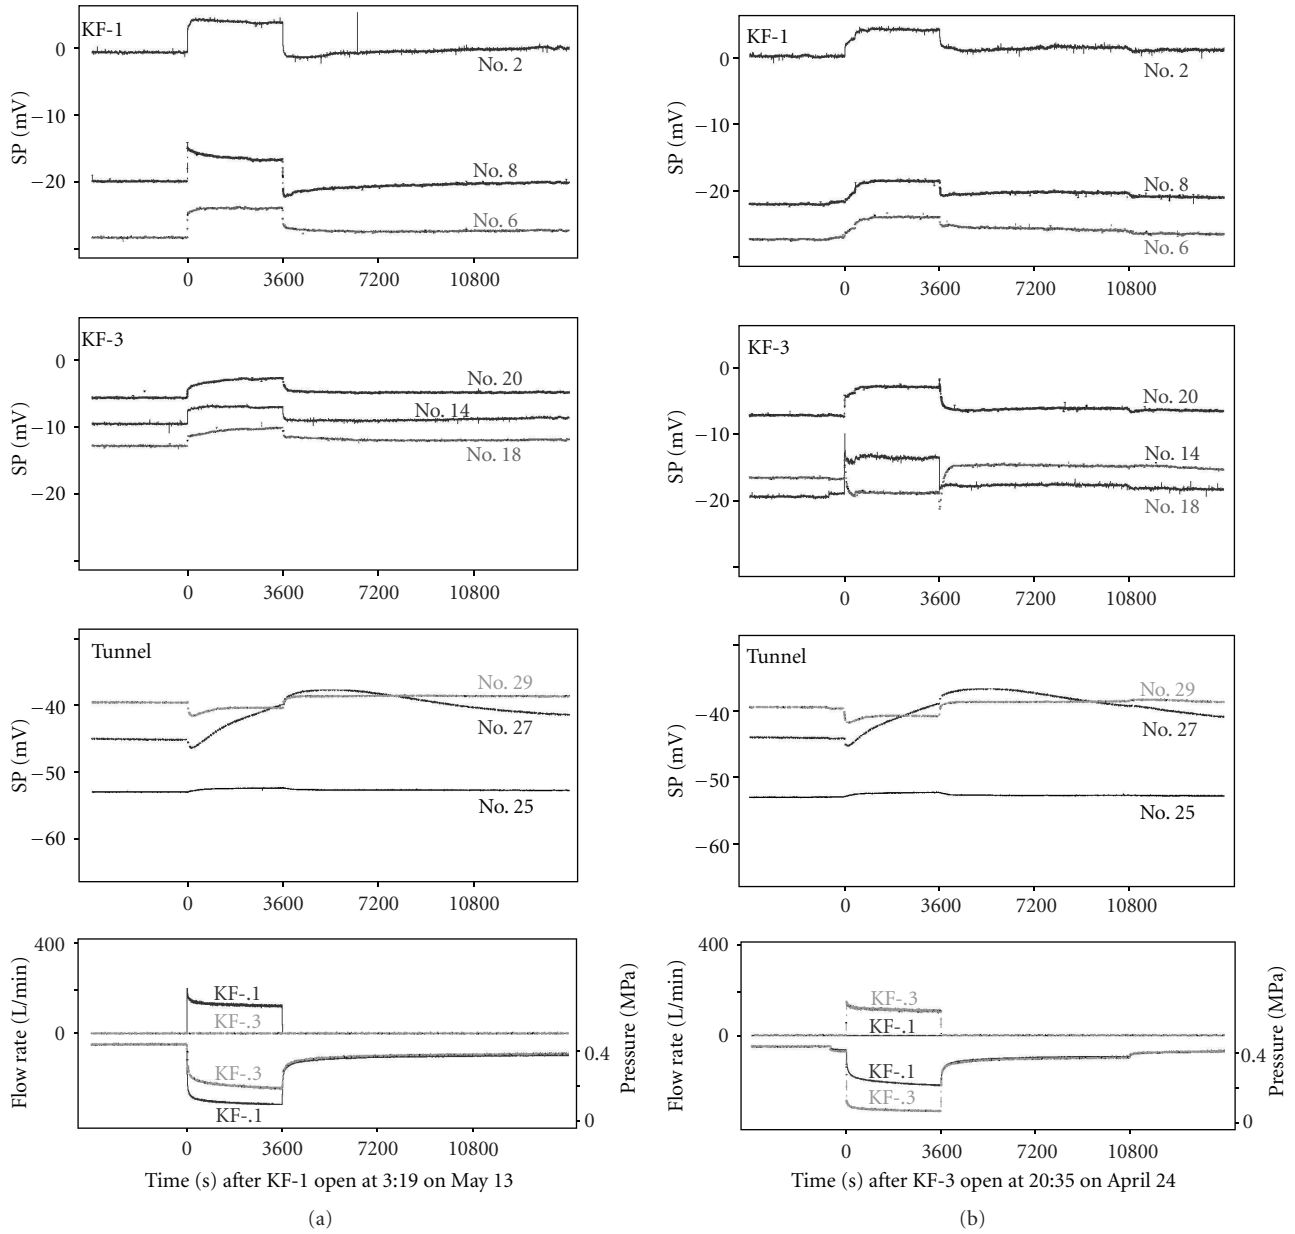 KF-1
SP (mV)
0
−10
−20
No. 2
No. 8
No. 6
0 3600 7200 10800
KF-3
SP (mV)
0
−10
−20
No. 20
No. 14
No. 18
0 3600 7200 10800
Tunnel
SP (mV)
−40
−50
−60
No. 29
No. 27
No. 25
0 3600 7200 10800
Flow rate (L/min)
400
0
KF-.1
KF-.3
KF-.3
KF-.1
0.4
0
Pressure (MPa)
0 3600 7200 10800
Time (s) after KF-1 open at 3:19 on May 13
(a)
KF-1
SP (mV)
0
−10
−20
No. 2
No. 8
No. 6
0 3600 7200 10800
KF-3
SP (mV)
0
−10
−20
No. 20
No. 14
No. 18
0 3600 7200 10800
Tunnel
SP (mV)
−40
−50
−60
No. 29
No. 27
No. 25
0 3600 7200 10800
Flow rate (L/min)
400
0
KF-.3
KF-.1
KF-.1
KF-.3
0.4
0
Pressure (MPa)
0 3600 7200 10800
Time (s) after KF-3 open at 20:35 on April 24
(b)